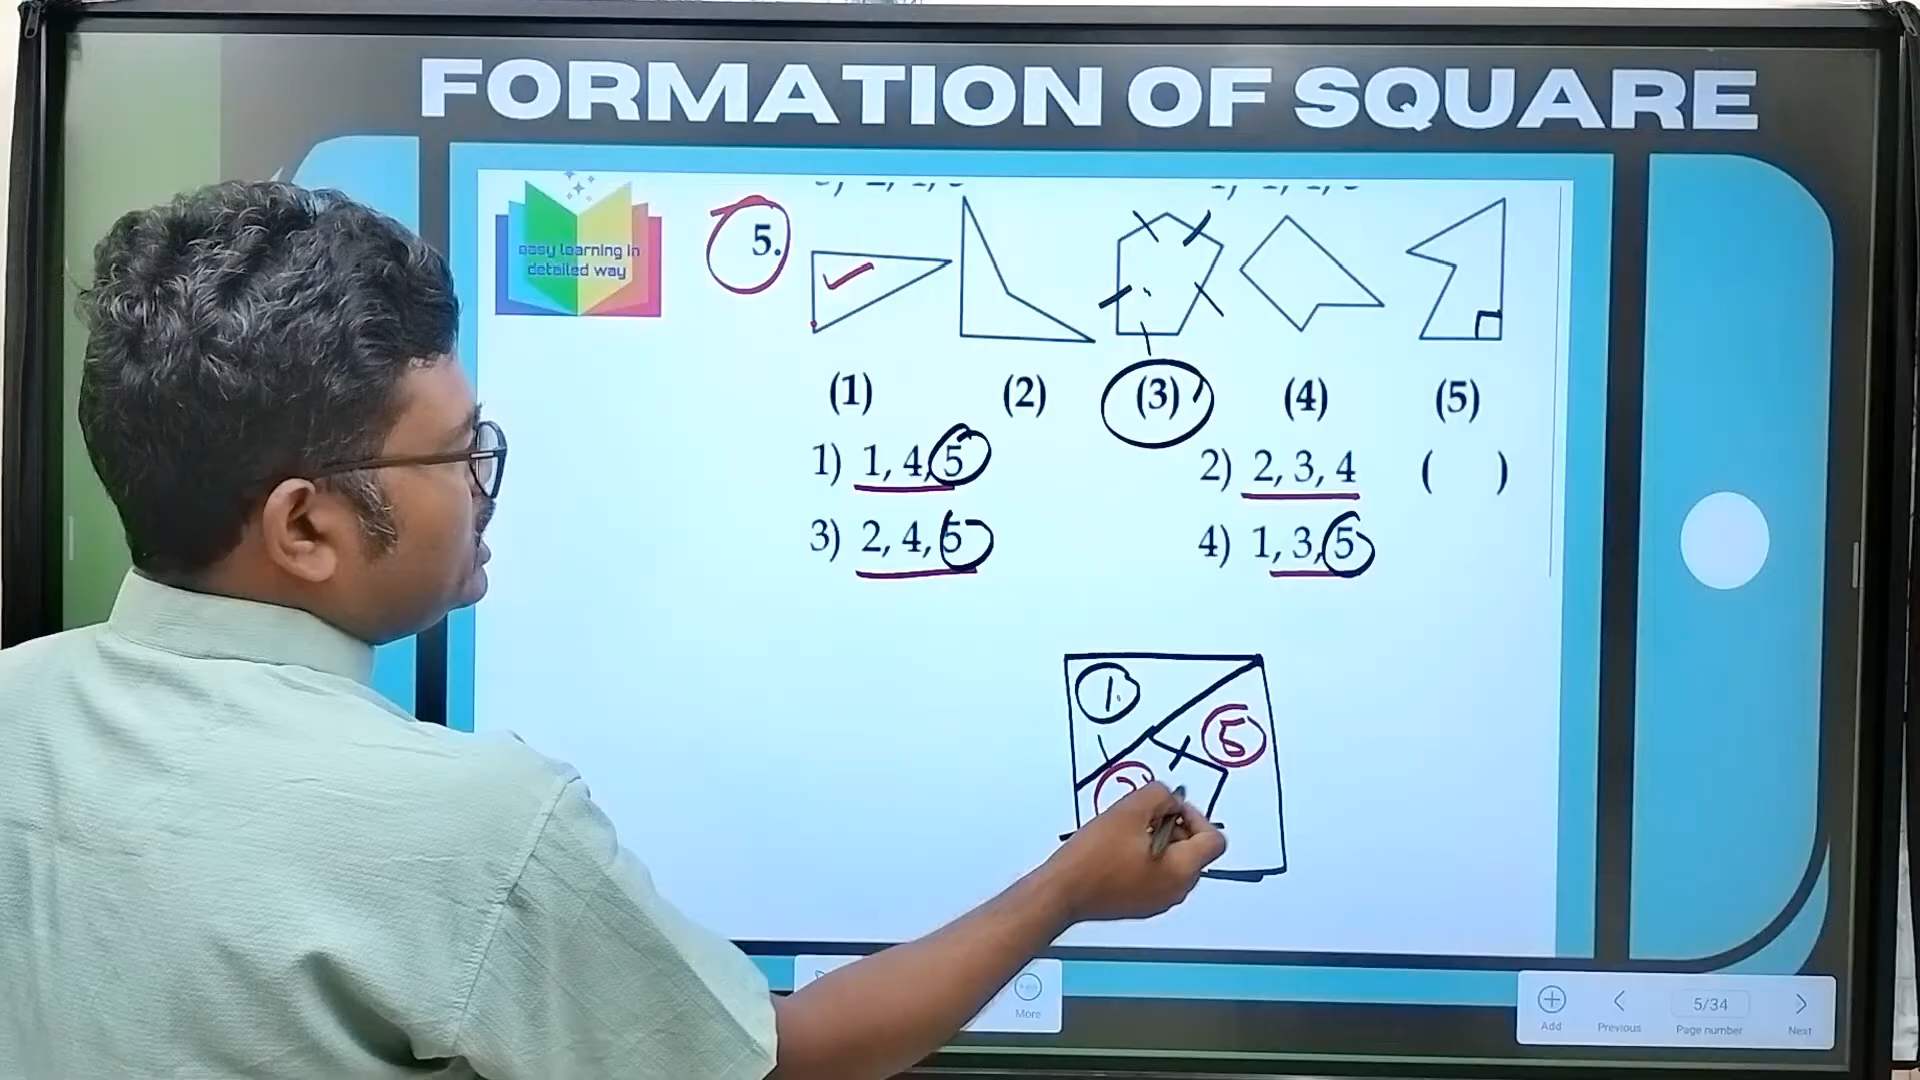 FORMATION OF SQUARE
easy learning in
detailed way
5.
(1) (2) (3) (4) (5)
1) 1, 4, 5 2) 2, 3, 4 ( )
3) 2, 4, 5 4) 1, 3, 5
1
5
More
Add
Previous
5/34
Page number
Next